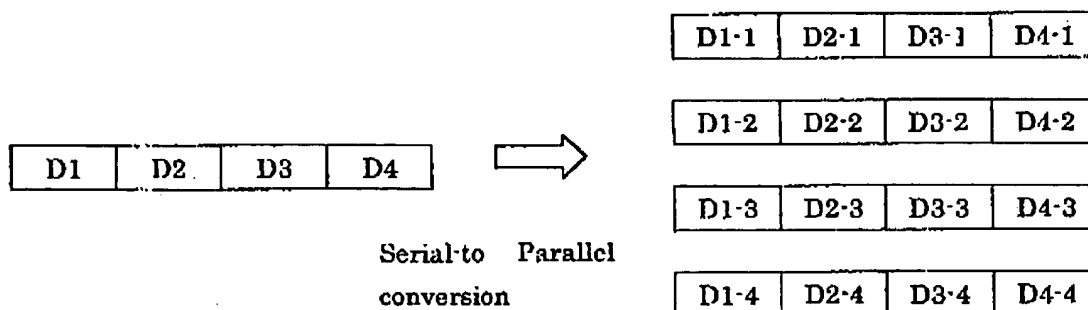 D1-1 D2-1 D3-1 D4-1
D1-2 D2-2 D3-2 D4-2
D1 D2 D3 D4
D1-3 D2-3 D3-3 D4-3
Serial-to Parallel
conversion
D1-4 D2-4 D3-4 D4-4